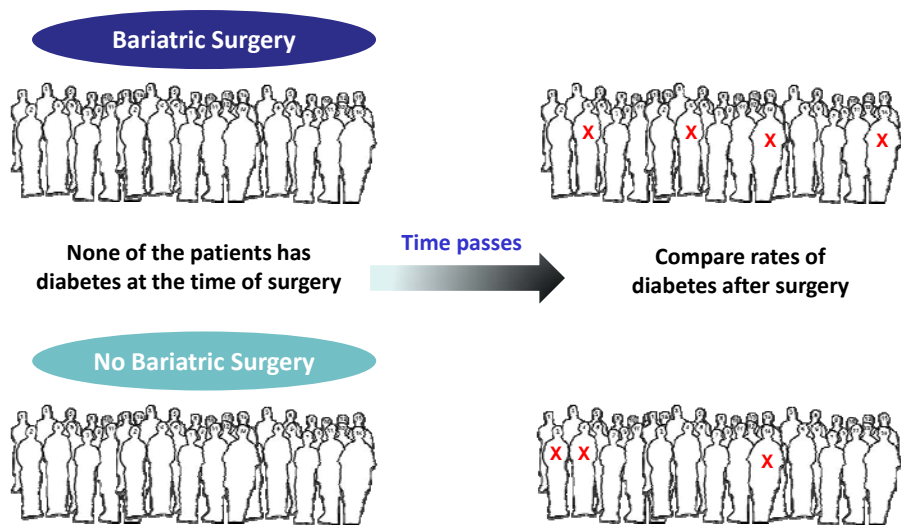 Bariatric Surgery
X X X X
None of the patients has
diabetes at the time of surgery
Time passes
Compare rates of
diabetes after surgery
No Bariatric Surgery
X X X